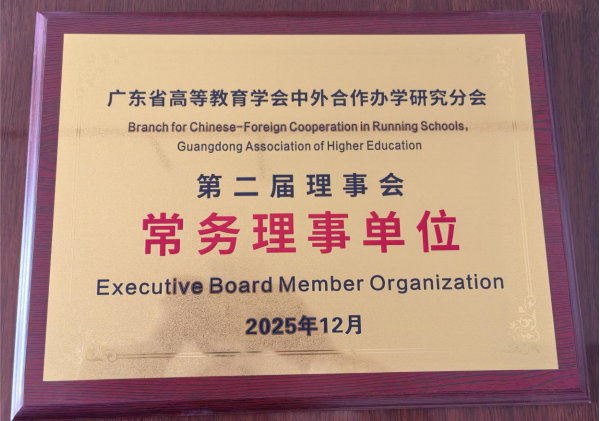 广东省高等教育学会中外合作办学研究分会
Branch for Chinese-Foreign Cooperation in Running Schools,
Guangdong Association of Higher Education
第二届理事会
常务理事单位
Executive Board Member Organization
2025年12月